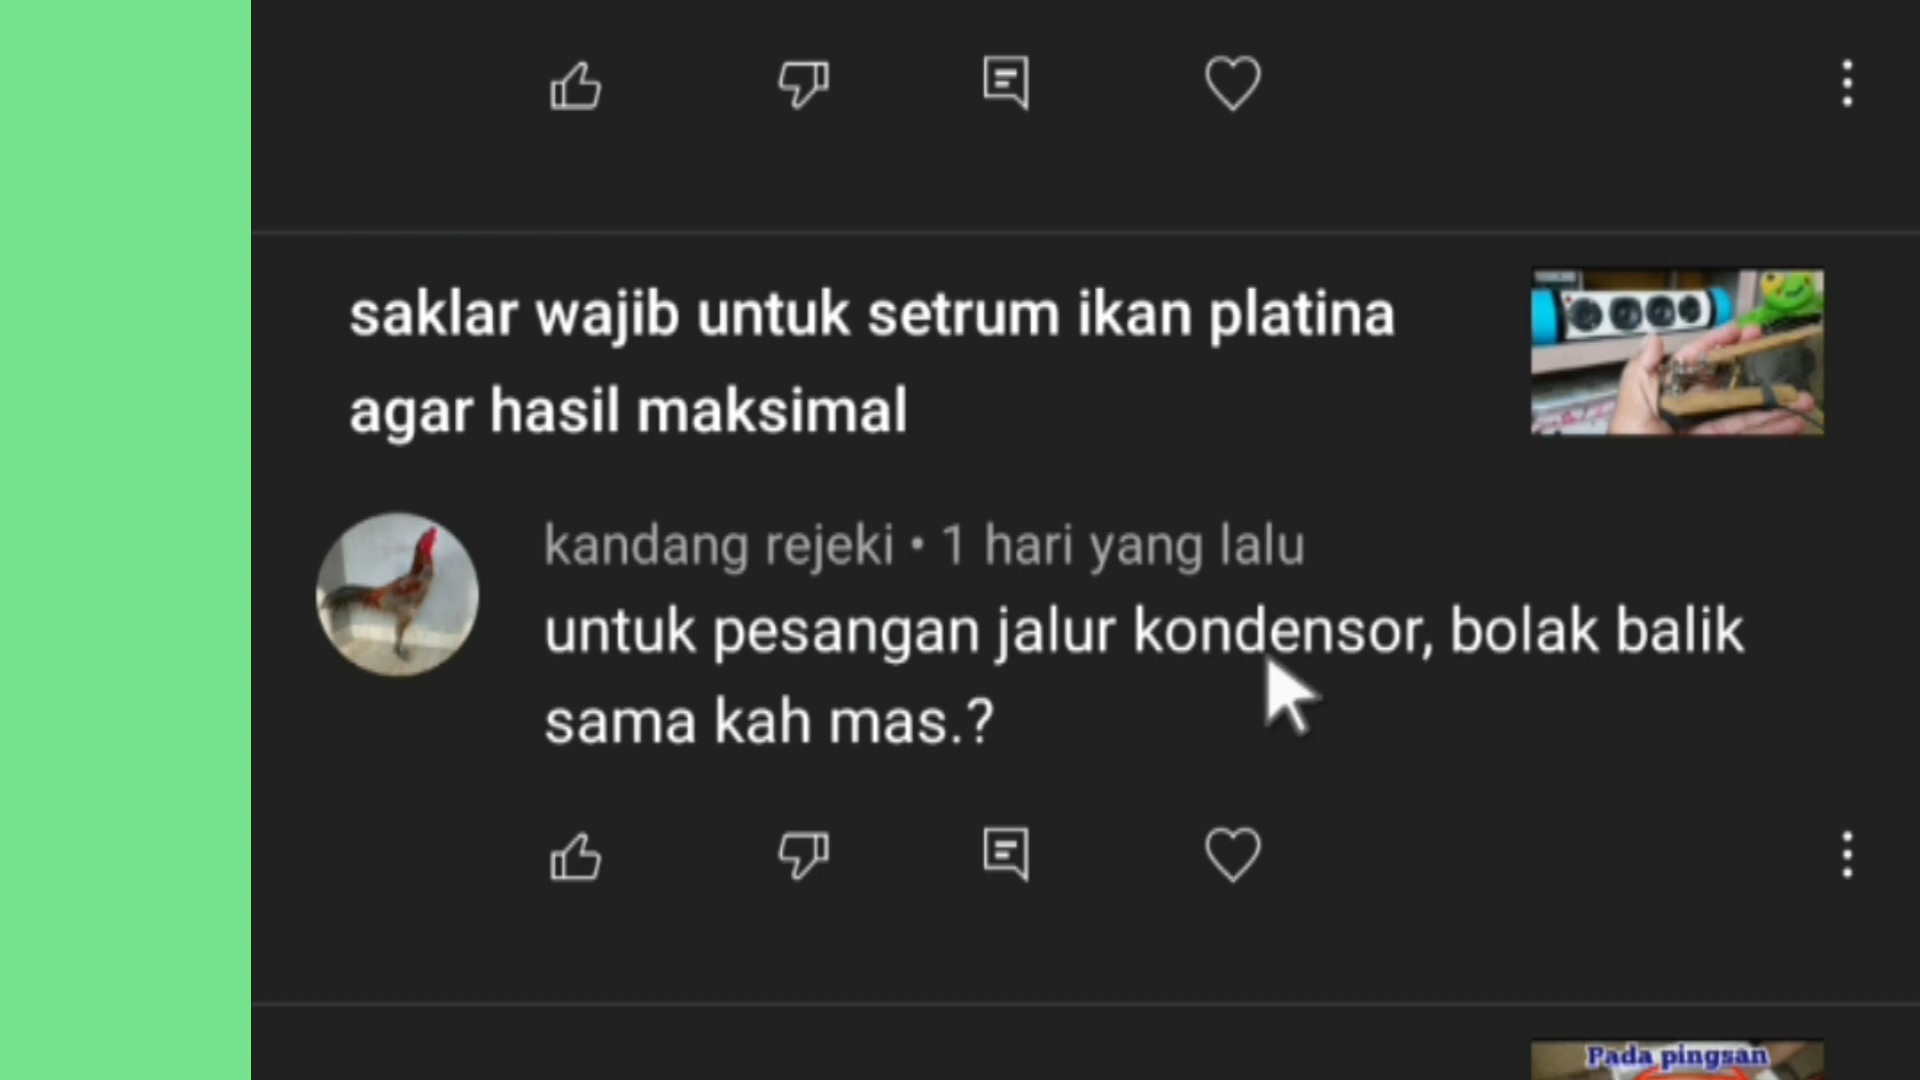 saklar wajib untuk setrum ikan platina
agar hasil maksimal
kandang rejeki • 1 hari yang lalu
untuk pesangan jalur kondensor, bolak balik
sama kah mas.?
Pada pingsan